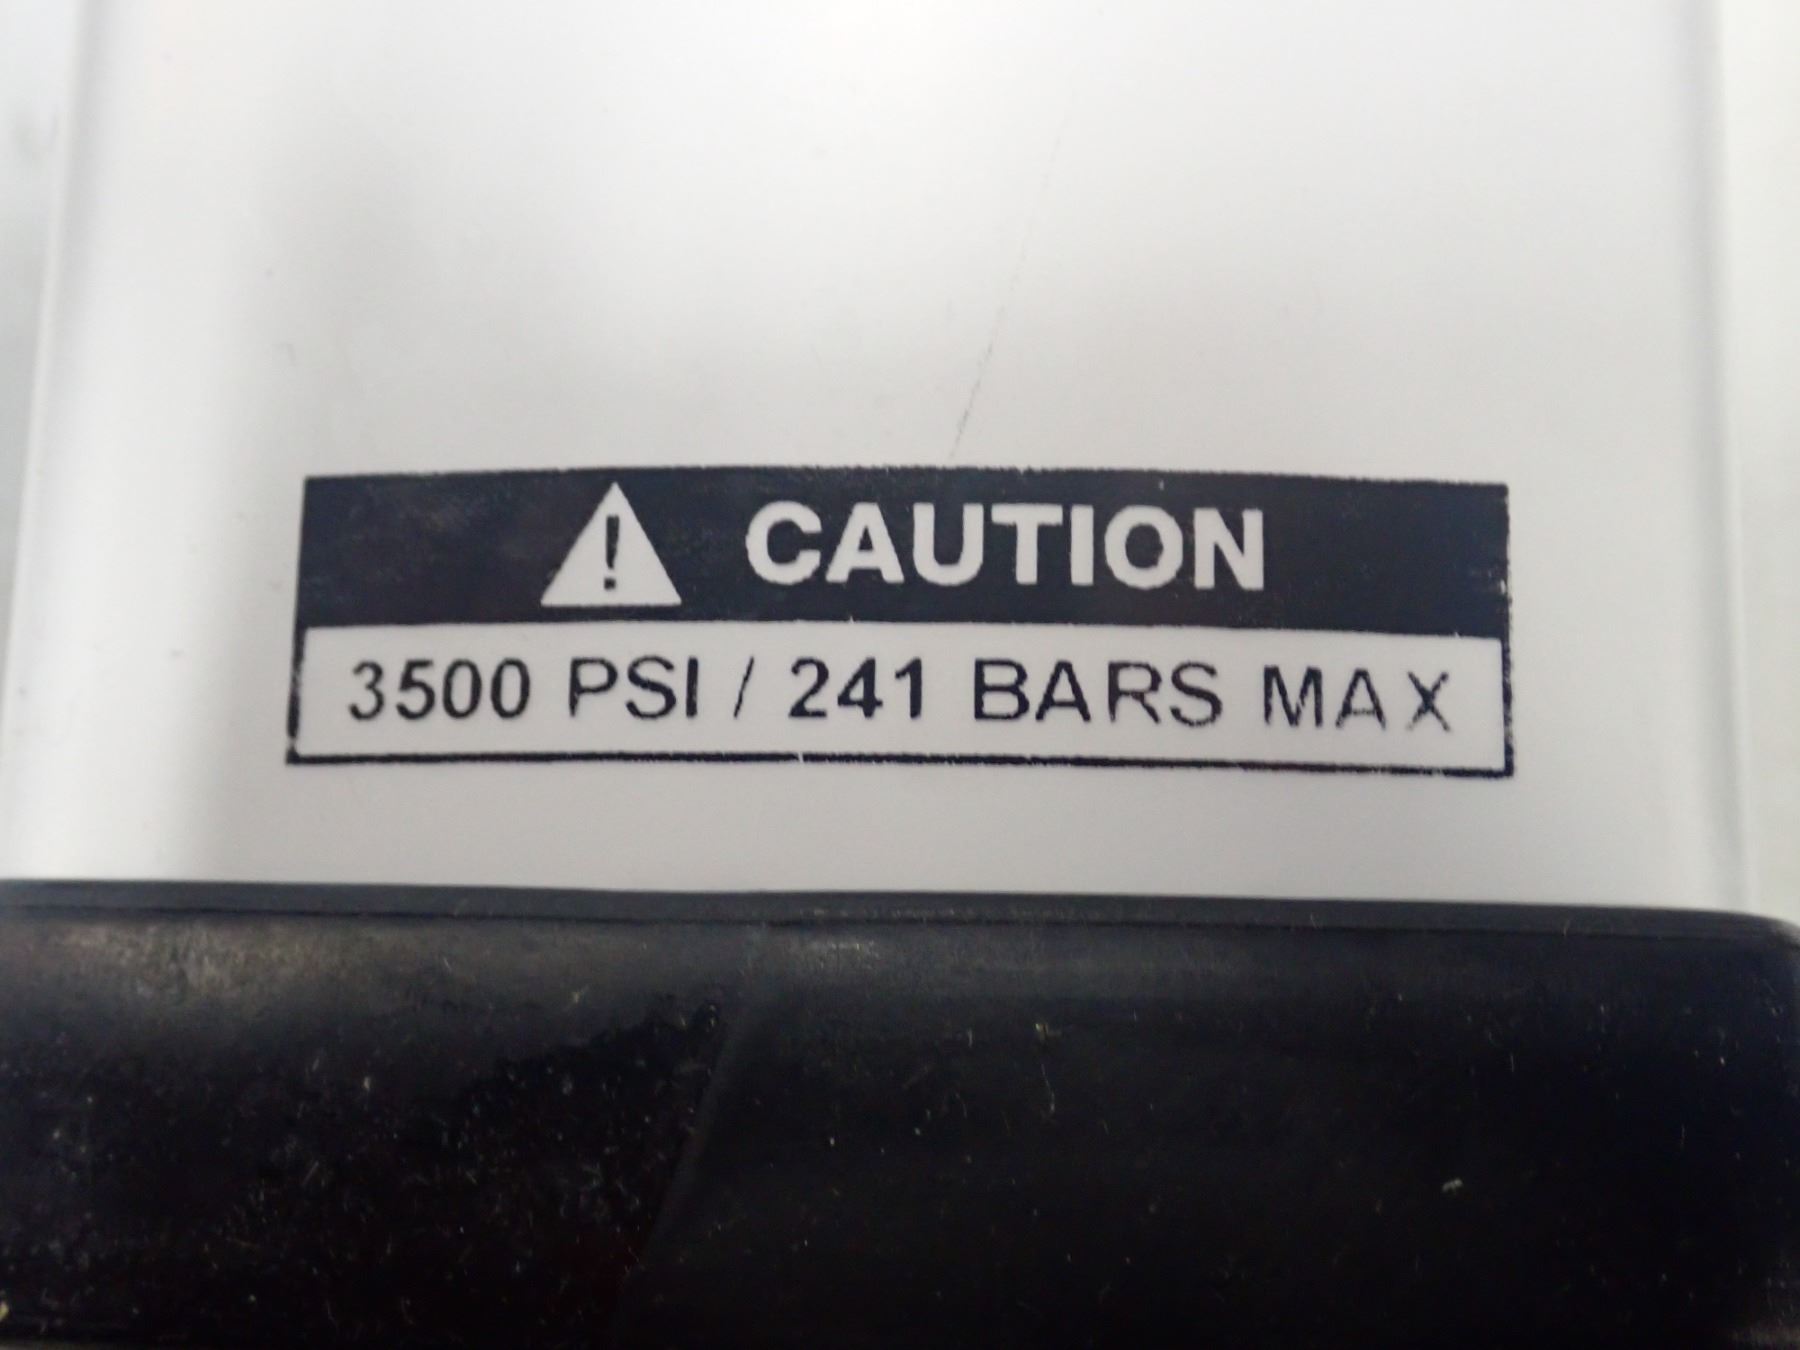 ! CAUTION
3500 PSI / 241 BARS MAX